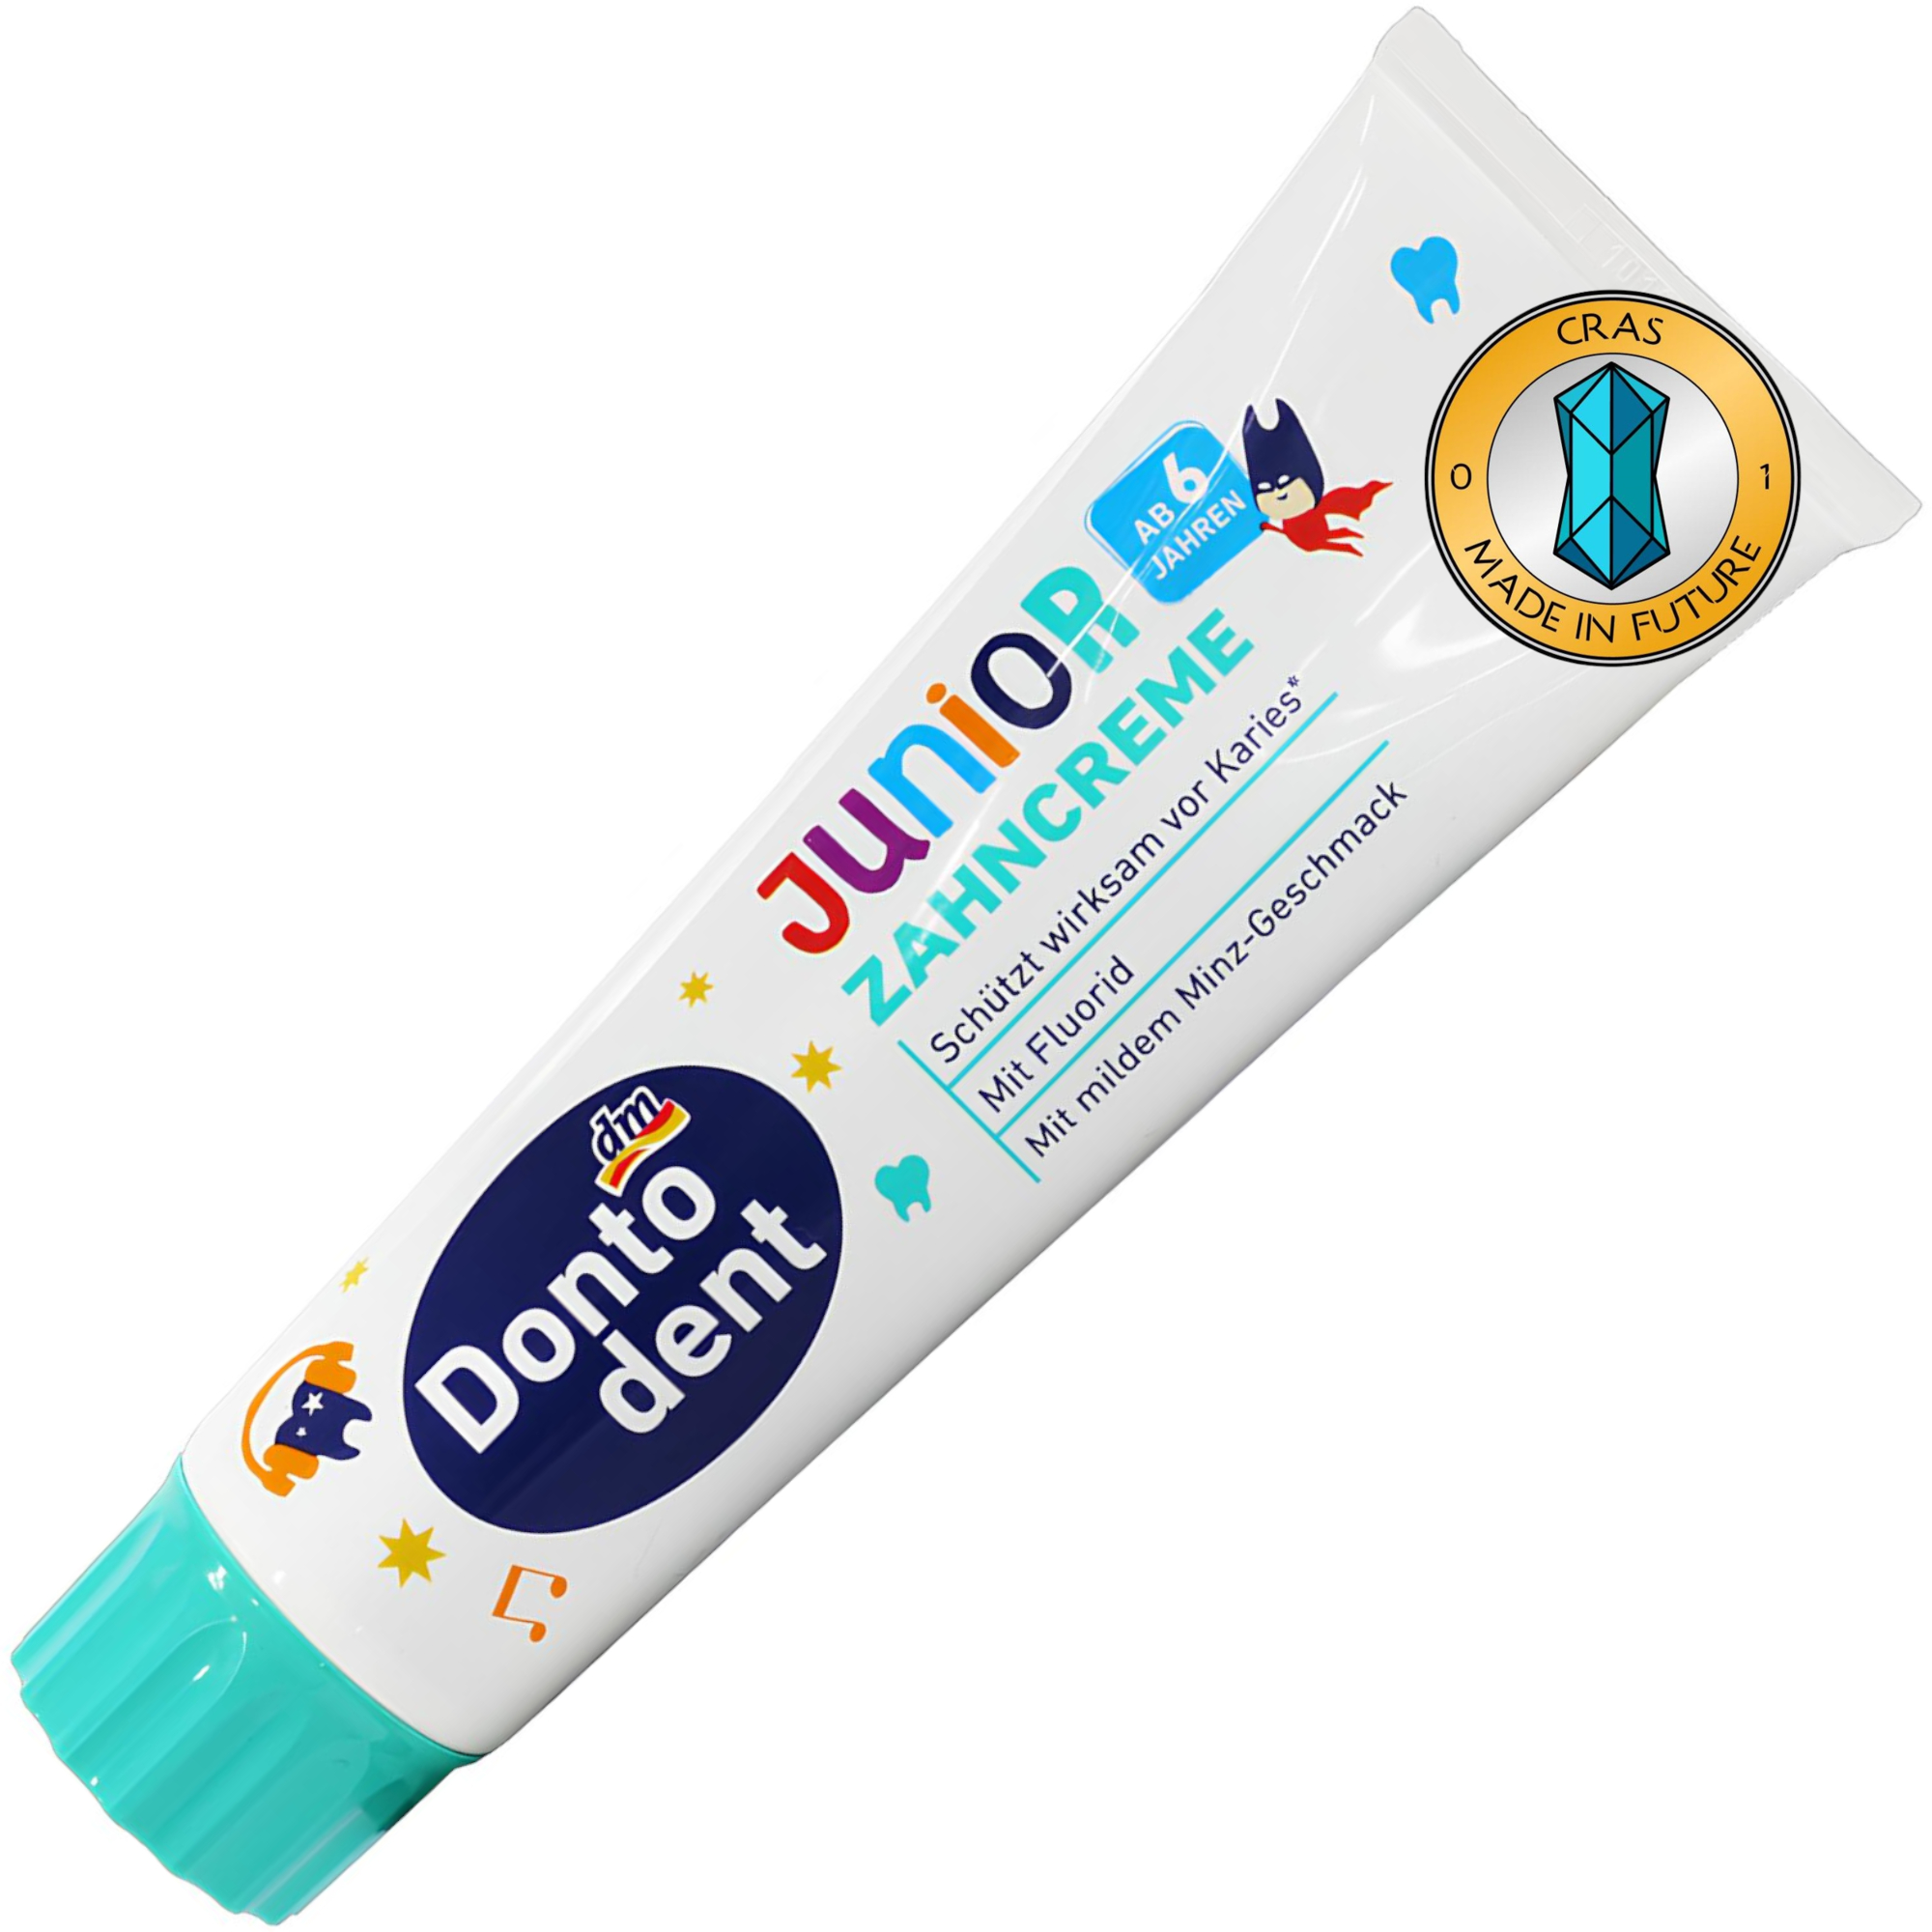 CRAS
0 1
MADE IN FUTURE
AB 6
JAHREN
JUNIOR
ZAHNCREME
Schützt wirksam vor Karies*
Mit Fluorid
Mit mildem Minz-Geschmack
dm
Donto
dent